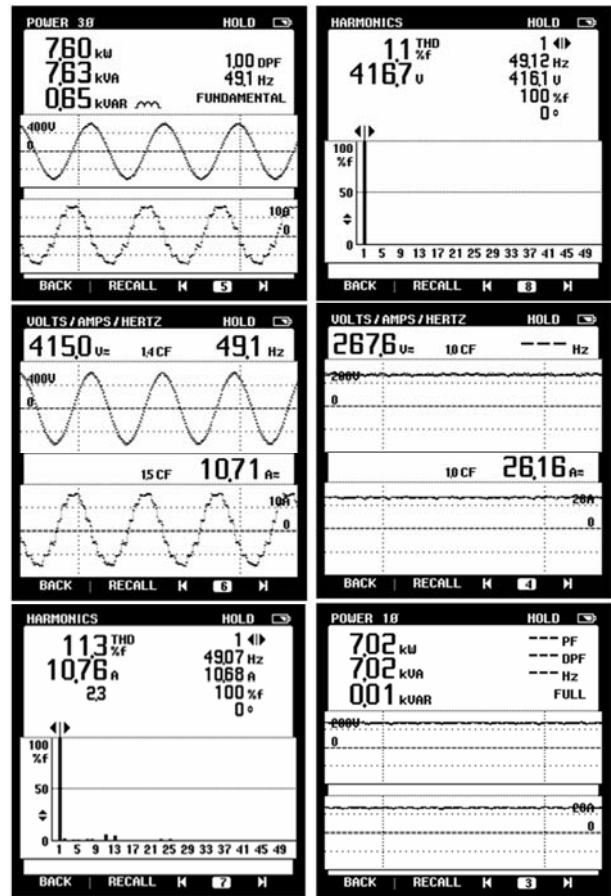 POWER 3Ø HOLD
7.60 kW
7.63 kVA 1.00 DPF
0.65 kVAR 49.1 Hz
FUNDAMENTAL
400V
0
10A
0
BACK | RECALL 5
HARMONICS HOLD
1.1 THD %f 1
416.7 V 49.12 Hz
416.1 V
100 %f
0 °
100
%f
50
0
1 5 9 13 17 21 25 29 33 37 41 45 49
BACK | RECALL 8
VOLTS/AMPS/HERTZ HOLD
415.0 V≂ 1.4 CF 49.1 Hz
400V
0
1.5 CF 10.71 A≂
10A
0
BACK | RECALL 6
VOLTS/AMPS/HERTZ HOLD
267.6 V≂ 1.0 CF --- Hz
200V
0
1.0 CF 26.16 A≂
20A
0
BACK | RECALL 4
HARMONICS HOLD
11.3 THD %f 1
10.76 A 49.07 Hz
2.3 10.68 A
100 %f
0 °
100
%f
50
0
1 5 9 13 17 21 25 29 33 37 41 45 49
BACK | RECALL 7
POWER 1Ø HOLD
7.02 kW --- PF
7.02 kVA --- DPF
0.01 kVAR --- Hz
FULL
200V
0
20A
0
BACK | RECALL 3